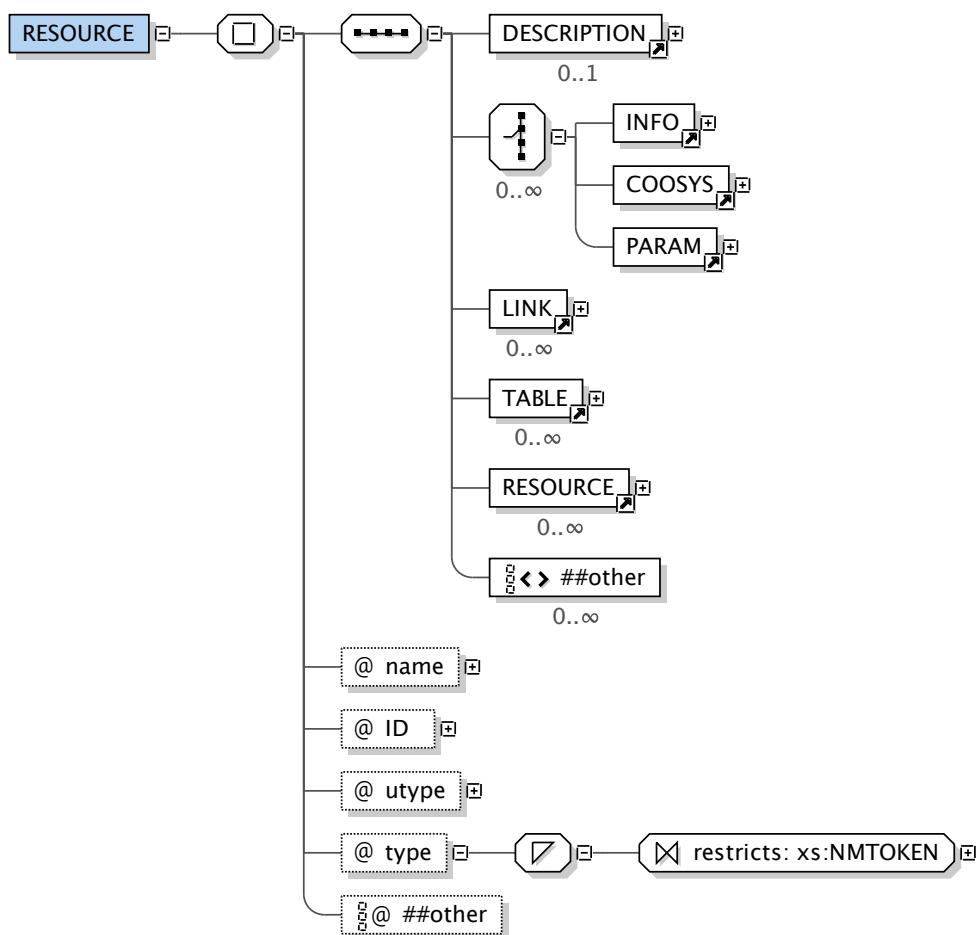 RESOURCE
DESCRIPTION
0..1
INFO
COOSYS
0..∞
PARAM
LINK
0..∞
TABLE
0..∞
RESOURCE
0..∞
##other
0..∞
@ name
@ ID
@ utype
@ type
restricts: xs:NMTOKEN
@ ##other